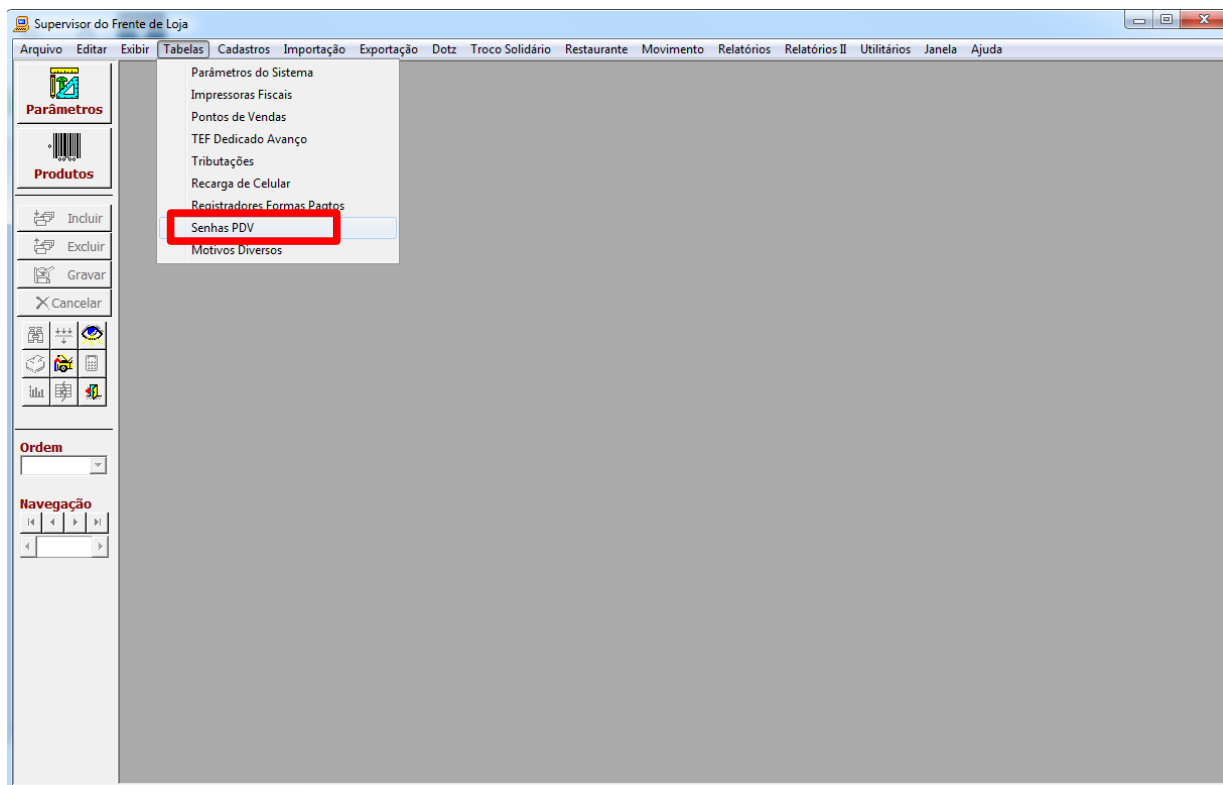 Supervisor do Frente de Loja
Arquivo Editar Exibir Tabelas Cadastros Importação Exportação Dotz Troco Solidário Restaurante Movimento Relatórios Relatórios II Utilitários Janela Ajuda
Parâmetros do Sistema
Impressoras Fiscais
Pontos de Vendas
TEF Dedicado Avanço
Tributações
Recarga de Celular
Registradores Formas Pagtos
Senhas PDV
Motivos Diversos
Parâmetros
Produtos
Incluir
Excluir
Gravar
Cancelar
Ordem
Navegação